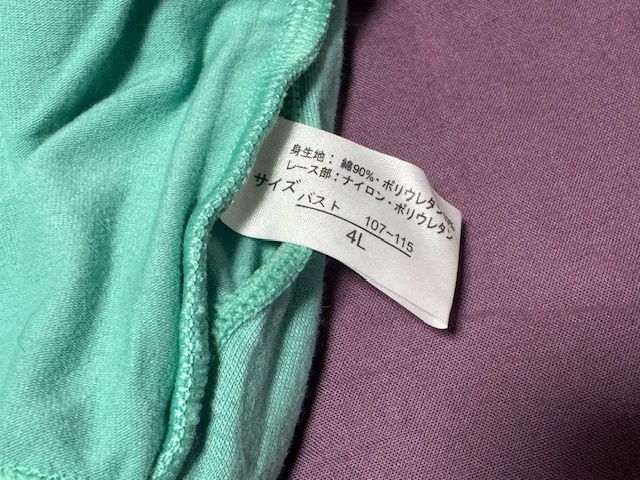 身生地：綿90%・ポリウレタン
レース部：ナイロン・ポリウレタン
サイズ
バスト 107-115
4L